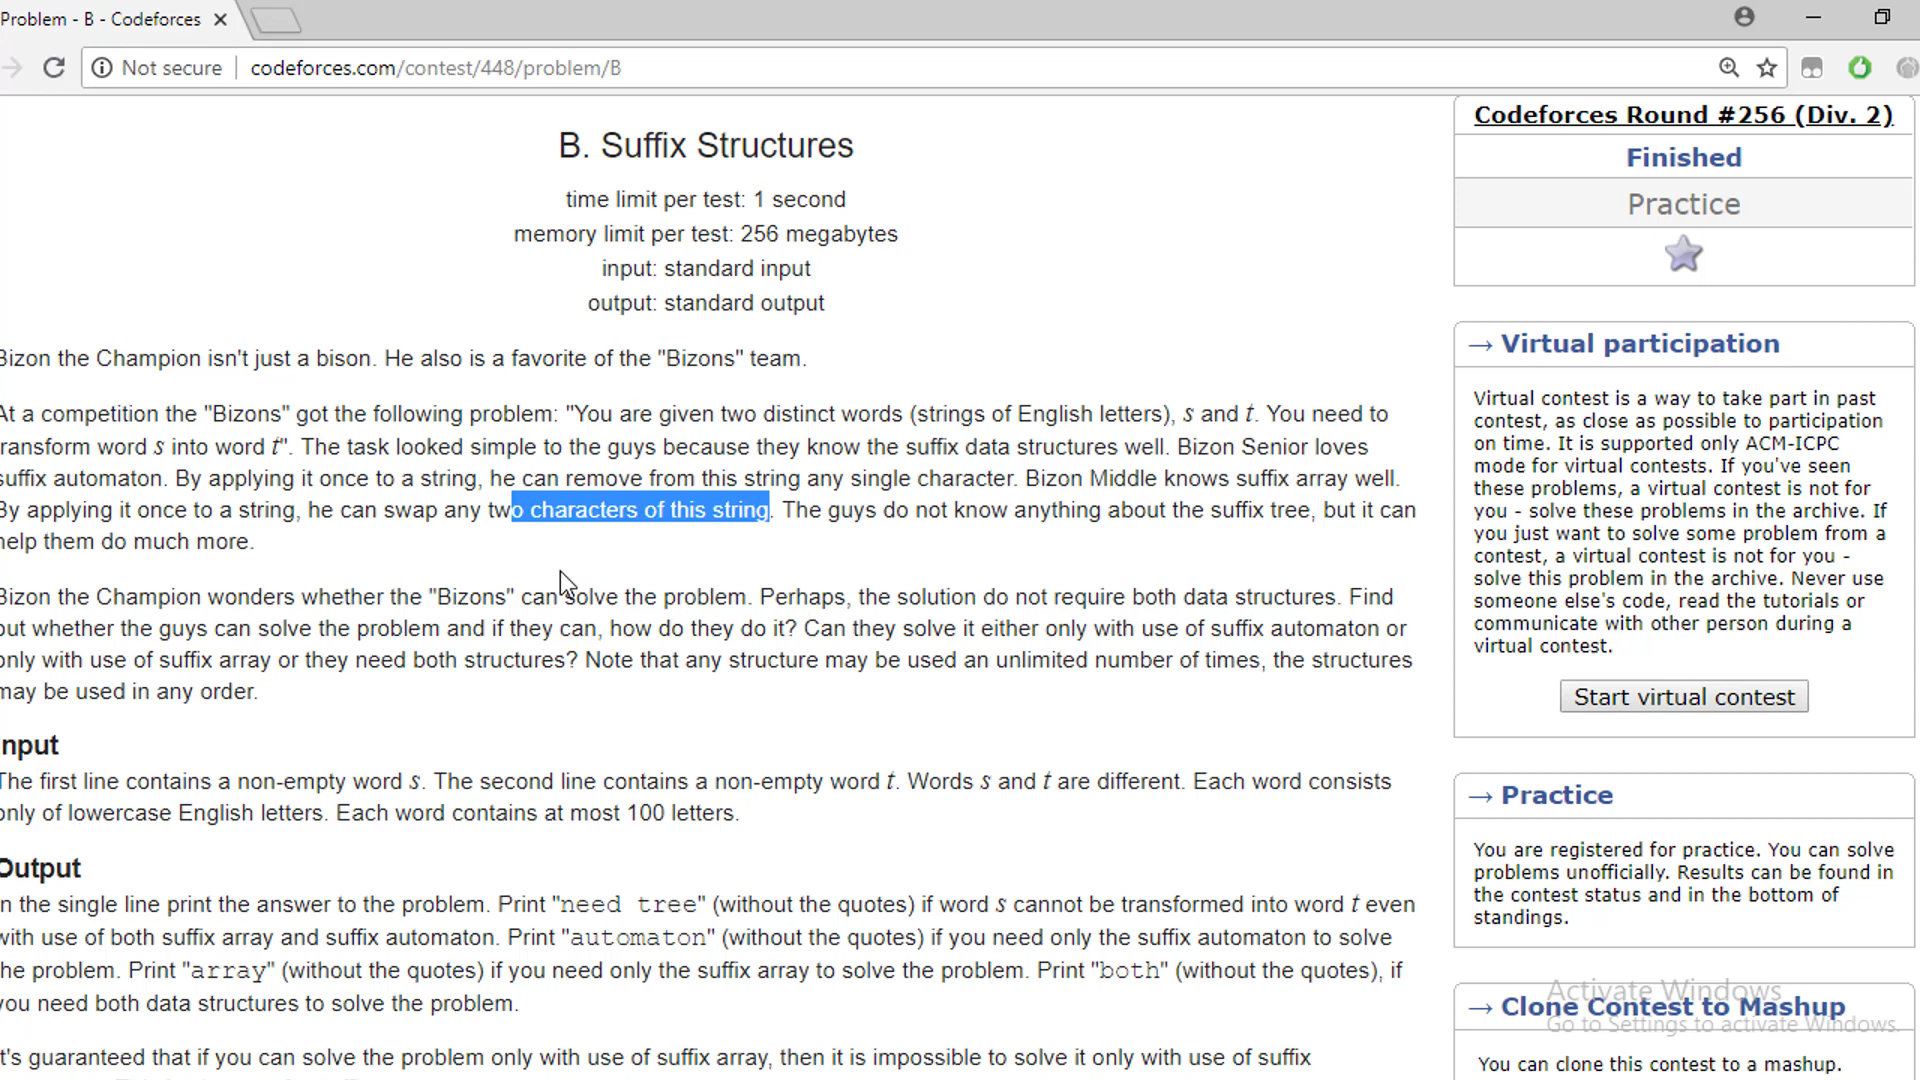 Problem - B - Codeforces
Not secure
codeforces.com/contest/448/problem/B
B. Suffix Structures
time limit per test: 1 second
memory limit per test: 256 megabytes
input: standard input
output: standard output
Bizon the Champion isn't just a bison. He also is a favorite of the "Bizons" team.
At a competition the "Bizons" got the following problem: "You are given two distinct words (strings of English letters), s and t. You need to
transform word s into word t". The task looked simple to the guys because they know the suffix data structures well. Bizon Senior loves
suffix automaton. By applying it once to a string, he can remove from this string any single character. Bizon Middle knows suffix array well.
By applying it once to a string, he can swap any two characters of this string. The guys do not know anything about the suffix tree, but it can
help them do much more.
Bizon the Champion wonders whether the "Bizons" can solve the problem. Perhaps, the solution do not require both data structures. Find
out whether the guys can solve the problem and if they can, how do they do it? Can they solve it either only with use of suffix automaton or
only with use of suffix array or they need both structures? Note that any structure may be used an unlimited number of times, the structures
may be used in any order.
Input
The first line contains a non-empty word s. The second line contains a non-empty word t. Words s and t are different. Each word consists
only of lowercase English letters. Each word contains at most 100 letters.
Output
In the single line print the answer to the problem. Print "need tree" (without the quotes) if word s cannot be transformed into word t even
with use of both suffix array and suffix automaton. Print "automaton" (without the quotes) if you need only the suffix automaton to solve
the problem. Print "array" (without the quotes) if you need only the suffix array to solve the problem. Print "both" (without the quotes), if
you need both data structures to solve the problem.
It's guaranteed that if you can solve the problem only with use of suffix array, then it is impossible to solve it only with use of suffix
Codeforces Round #256 (Div. 2)
Finished
Practice
→ Virtual participation
Virtual contest is a way to take part in past
contest, as close as possible to participation
on time. It is supported only ACM-ICPC
mode for virtual contests. If you've seen
these problems, a virtual contest is not for
you - solve these problems in the archive. If
you just want to solve some problem from a
contest, a virtual contest is not for you -
solve this problem in the archive. Never use
someone else's code, read the tutorials or
communicate with other person during a
virtual contest.
Start virtual contest
→ Practice
You are registered for practice. You can solve
problems unofficially. Results can be found in
the contest status and in the bottom of
standings.
→ Clone Contest to Mashup
You can clone this contest to a mashup.
Activate Windows
Go to Settings to activate Windows.